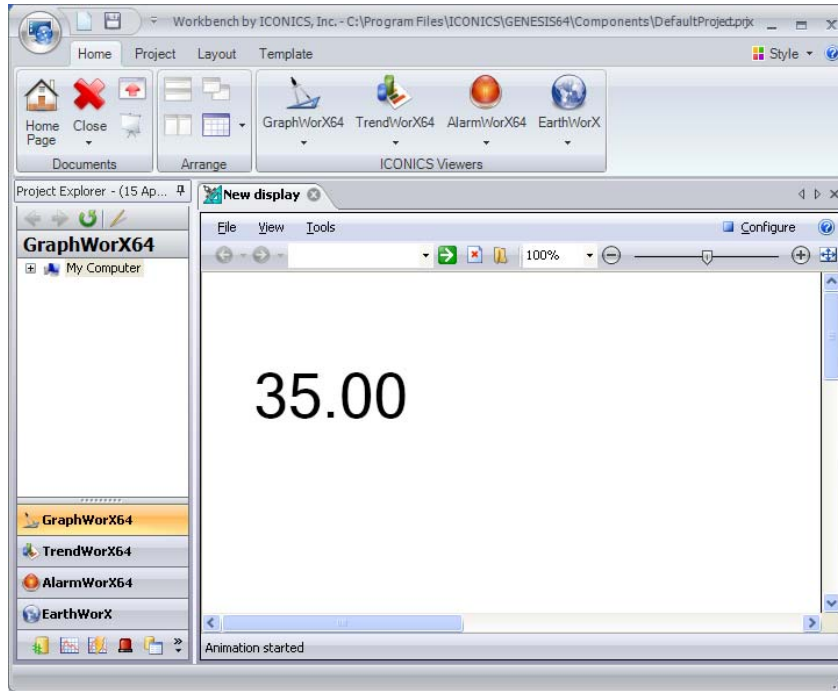 Workbench by ICONICS, Inc. - C:\Program Files\ICONICS\GENESIS64\Components\DefaultProject.prjx
Home Project Layout Template Style
Home Page
Close
GraphWorX64 TrendWorX64 AlarmWorX64 EarthWorX
Documents Arrange ICONICS Viewers
Project Explorer - (15 Ap...
New display
GraphWorX64
My Computer
File View Tools Configure
100%
35.00
GraphWorX64
TrendWorX64
AlarmWorX64
EarthWorX
Animation started